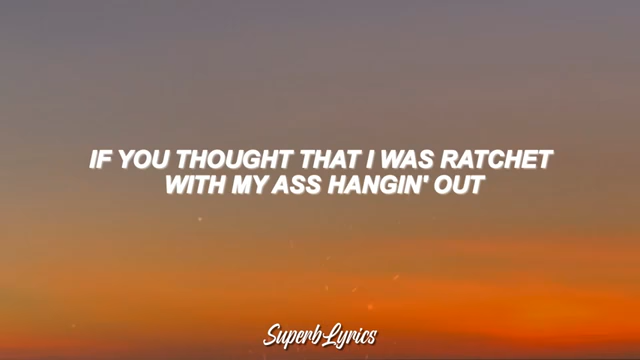 IF YOU THOUGHT THAT I WAS RATCHET
WITH MY ASS HANGIN' OUT
SuperbLyrics